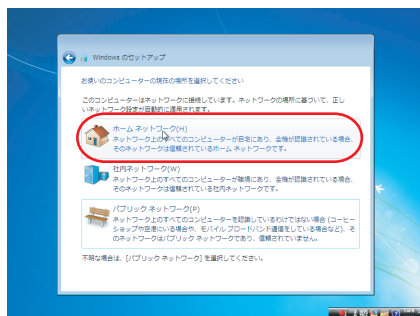 Windows のセットアップ
お使いのコンピューターの現在の場所を選択してください
このコンピューターはネットワークに接続しています。ネットワークの場所に基づいて、正し
いネットワーク設定が自動的に適用されます。
ホーム ネットワーク(H)
ネットワーク上のすべてのコンピューターが自宅にあり、全機が認識されている場合、
そのネットワークは信頼されているホーム ネットワークです。
社内ネットワーク(W)
ネットワーク上のすべてのコンピューターが職場にあり、全機が認識されている場合、
そのネットワークは信頼されている社内ネットワークです。
パブリック ネットワーク(P)
ネットワーク上のすべてのコンピューターを認識しているわけではない場合 (コーヒー
ショップや空港にいる場合や、モバイル ブロードバンド通信をしている場合など)、そ
のネットワークはパブリック ネットワークであり、信頼されていません。
不明な場合は、[パブリック ネットワーク] を選択してください。